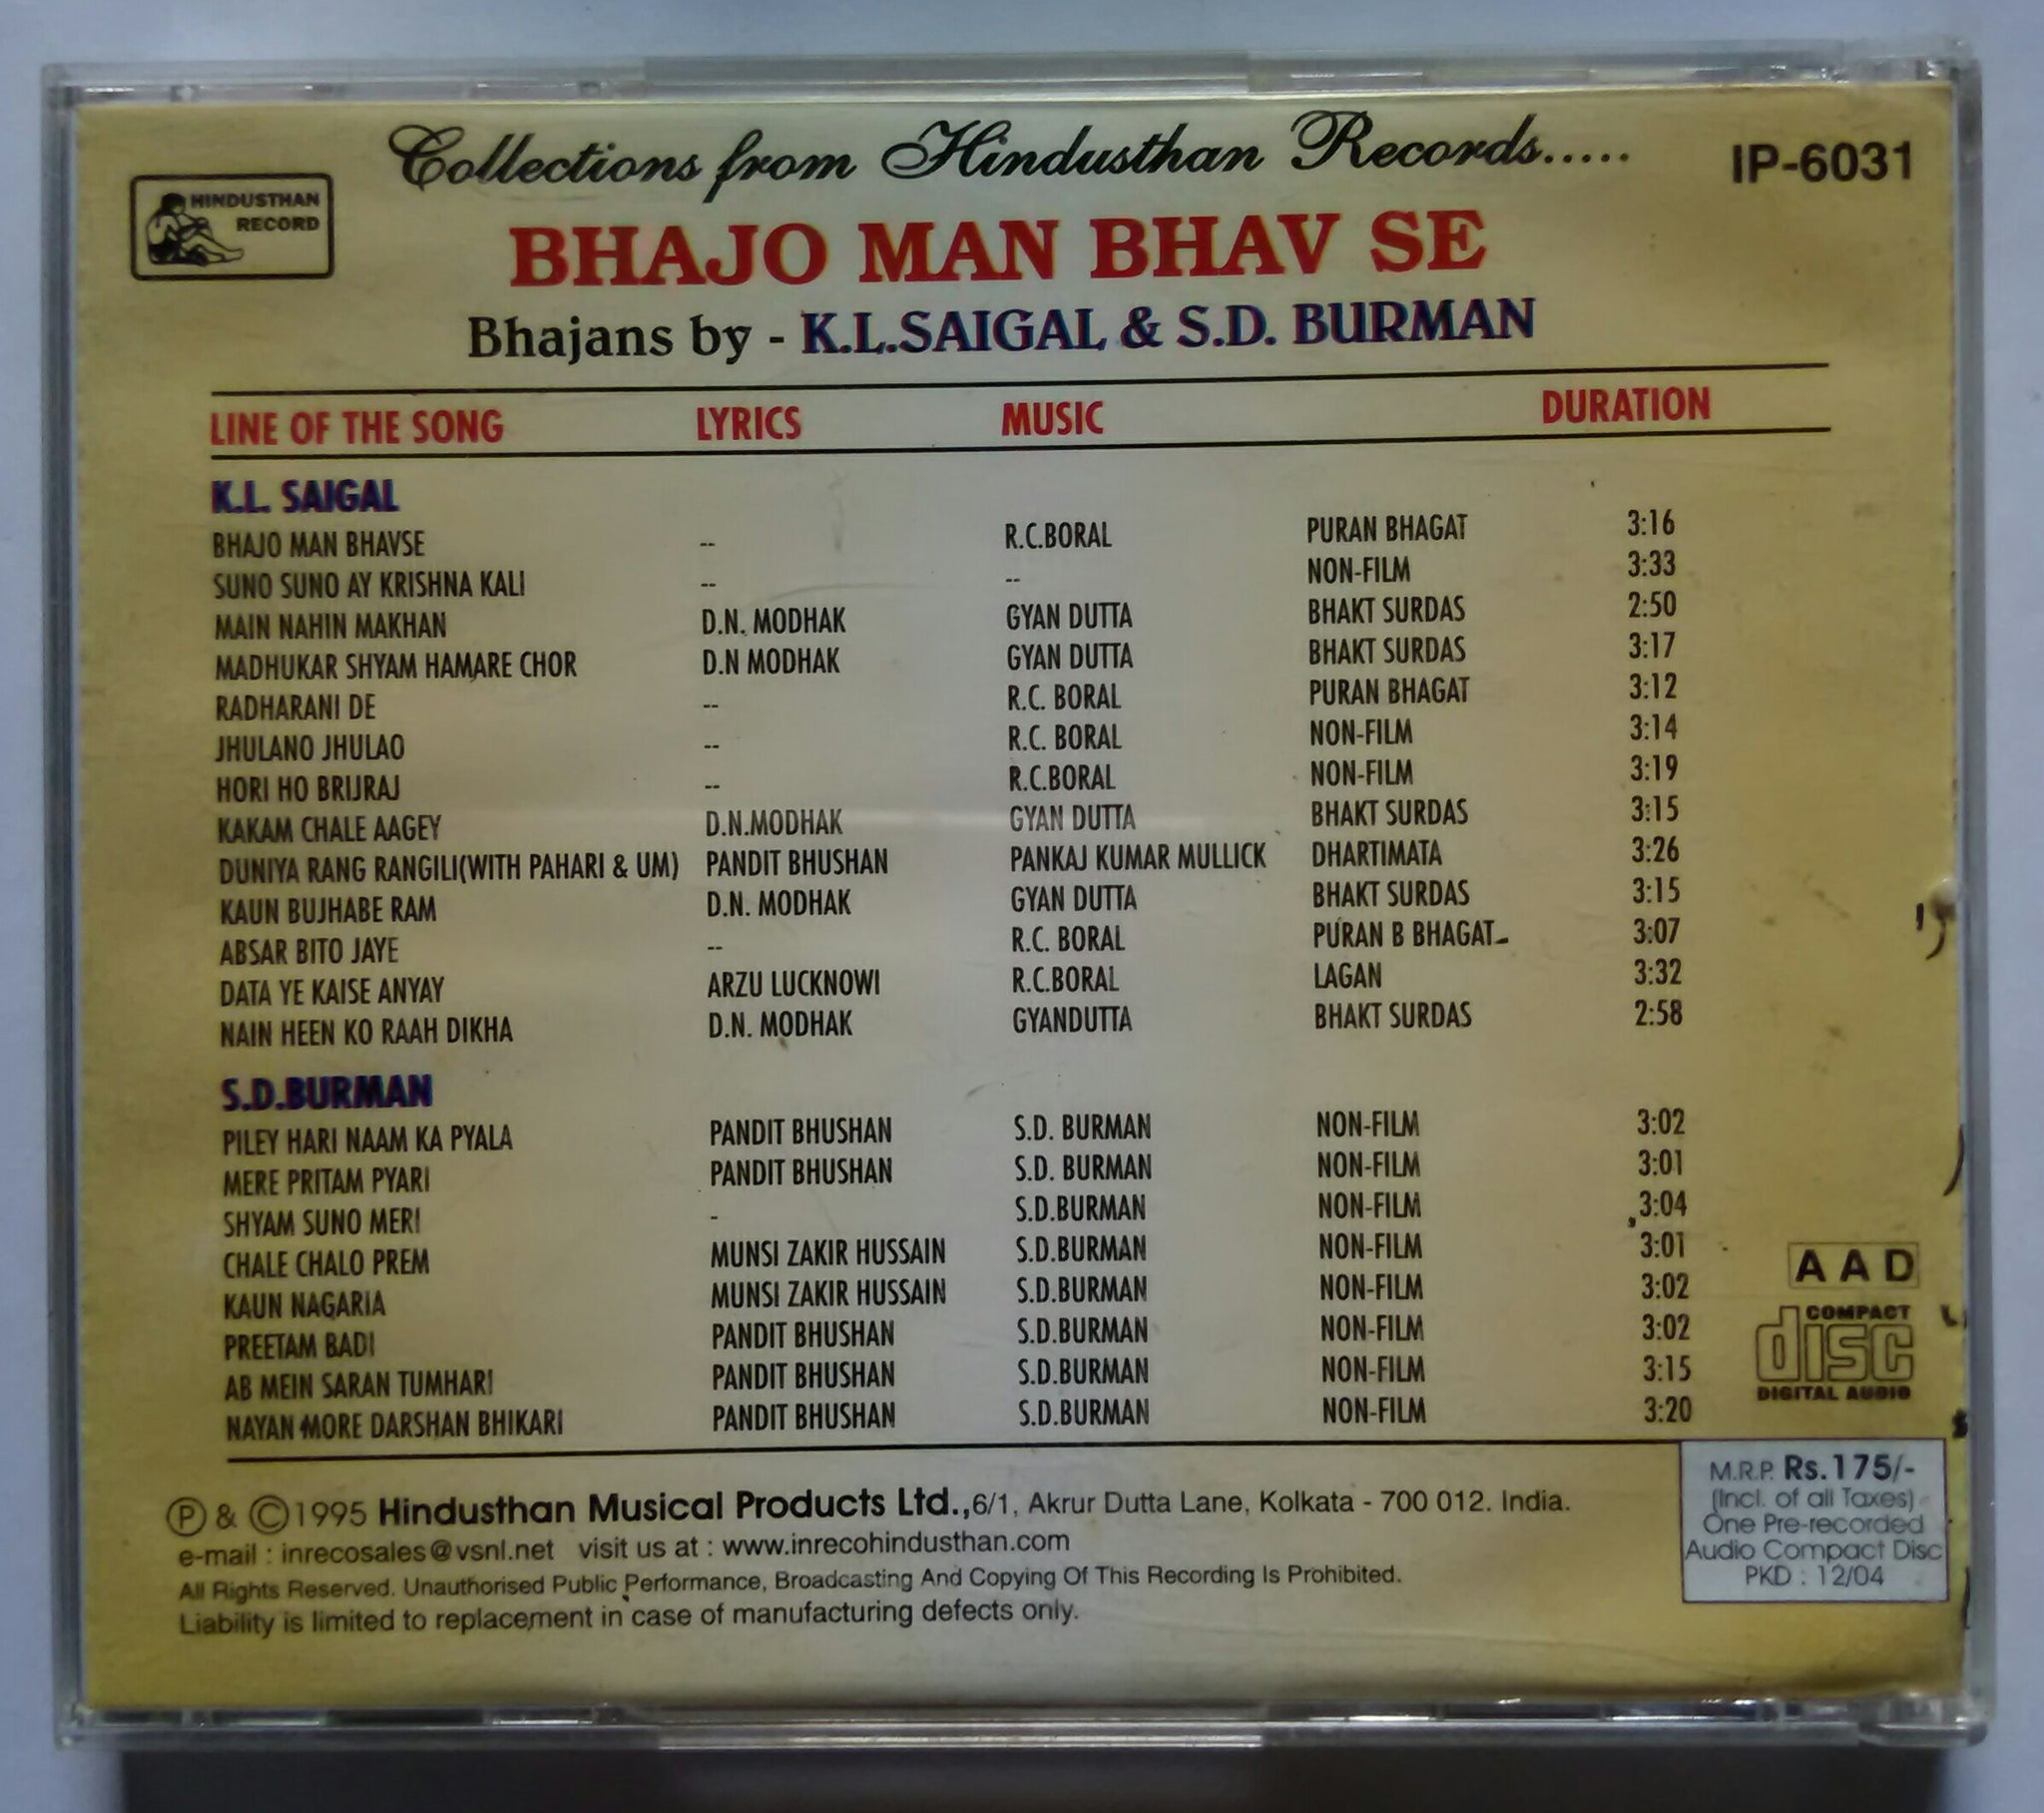 Collections from Hindusthan Records.....
IP-6031
HINDUSTHAN
RECORD
BHAJO MAN BHAV SE
Bhajans by - K.L.SAIGAL & S.D. BURMAN
LINE OF THE SONG LYRICS MUSIC DURATION
K.L. SAIGAL
BHAJO MAN BHAVSE -- R.C.BORAL PURAN BHAGAT 3:16
SUNO SUNO AY KRISHNA KALI -- -- NON-FILM 3:33
MAIN NAHIN MAKHAN D.N. MODHAK GYAN DUTTA BHAKT SURDAS 2:50
MADHUKAR SHYAM HAMARE CHOR D.N MODHAK GYAN DUTTA BHAKT SURDAS 3:17
RADHARANI DE -- R.C. BORAL PURAN BHAGAT 3:12
JHULANO JHULAO -- R.C. BORAL NON-FILM 3:14
HORI HO BRIJRAJ -- R.C.BORAL NON-FILM 3:19
KAKAM CHALE AAGEY D.N.MODHAK GYAN DUTTA BHAKT SURDAS 3:15
DUNIYA RANG RANGILI(WITH PAHARI & UM) PANDIT BHUSHAN PANKAJ KUMAR MULLICK DHARTIMATA 3:26
KAUN BUJHABE RAM D.N. MODHAK GYAN DUTTA BHAKT SURDAS 3:15
ABSAR BITO JAYE -- R.C. BORAL PURAN B BHAGAT 3:07
DATA YE KAISE ANYAY ARZU LUCKNOWI R.C.BORAL LAGAN 3:32
NAIN HEEN KO RAAH DIKHA D.N. MODHAK GYANDUTTA BHAKT SURDAS 2:58
S.D.BURMAN
PILEY HARI NAAM KA PYALA PANDIT BHUSHAN S.D. BURMAN NON-FILM 3:02
MERE PRITAM PYARI PANDIT BHUSHAN S.D. BURMAN NON-FILM 3:01
SHYAM SUNO MERI - S.D.BURMAN NON-FILM 3:04
CHALE CHALO PREM MUNSI ZAKIR HUSSAIN S.D.BURMAN NON-FILM 3:01
KAUN NAGARIA MUNSI ZAKIR HUSSAIN S.D.BURMAN NON-FILM 3:02
PREETAM BADI PANDIT BHUSHAN S.D.BURMAN NON-FILM 3:02
AB MEIN SARAN TUMHARI PANDIT BHUSHAN S.D.BURMAN NON-FILM 3:15
NAYAN MORE DARSHAN BHIKARI PANDIT BHUSHAN S.D.BURMAN NON-FILM 3:20
AAD
COMPACT
disc
DIGITAL AUDIO
M.R.P. Rs.175/-
(Incl. of all Taxes)
One Pre-recorded
Audio Compact Disc
PKD : 12/04
Ⓟ & ©1995 Hindusthan Musical Products Ltd.,6/1, Akrur Dutta Lane, Kolkata - 700 012. India.
e-mail : inrecosales@vsnl.net visit us at : www.inrecohindusthan.com
All Rights Reserved. Unauthorised Public Performance, Broadcasting And Copying Of This Recording Is Prohibited.
Liability is limited to replacement in case of manufacturing defects only.